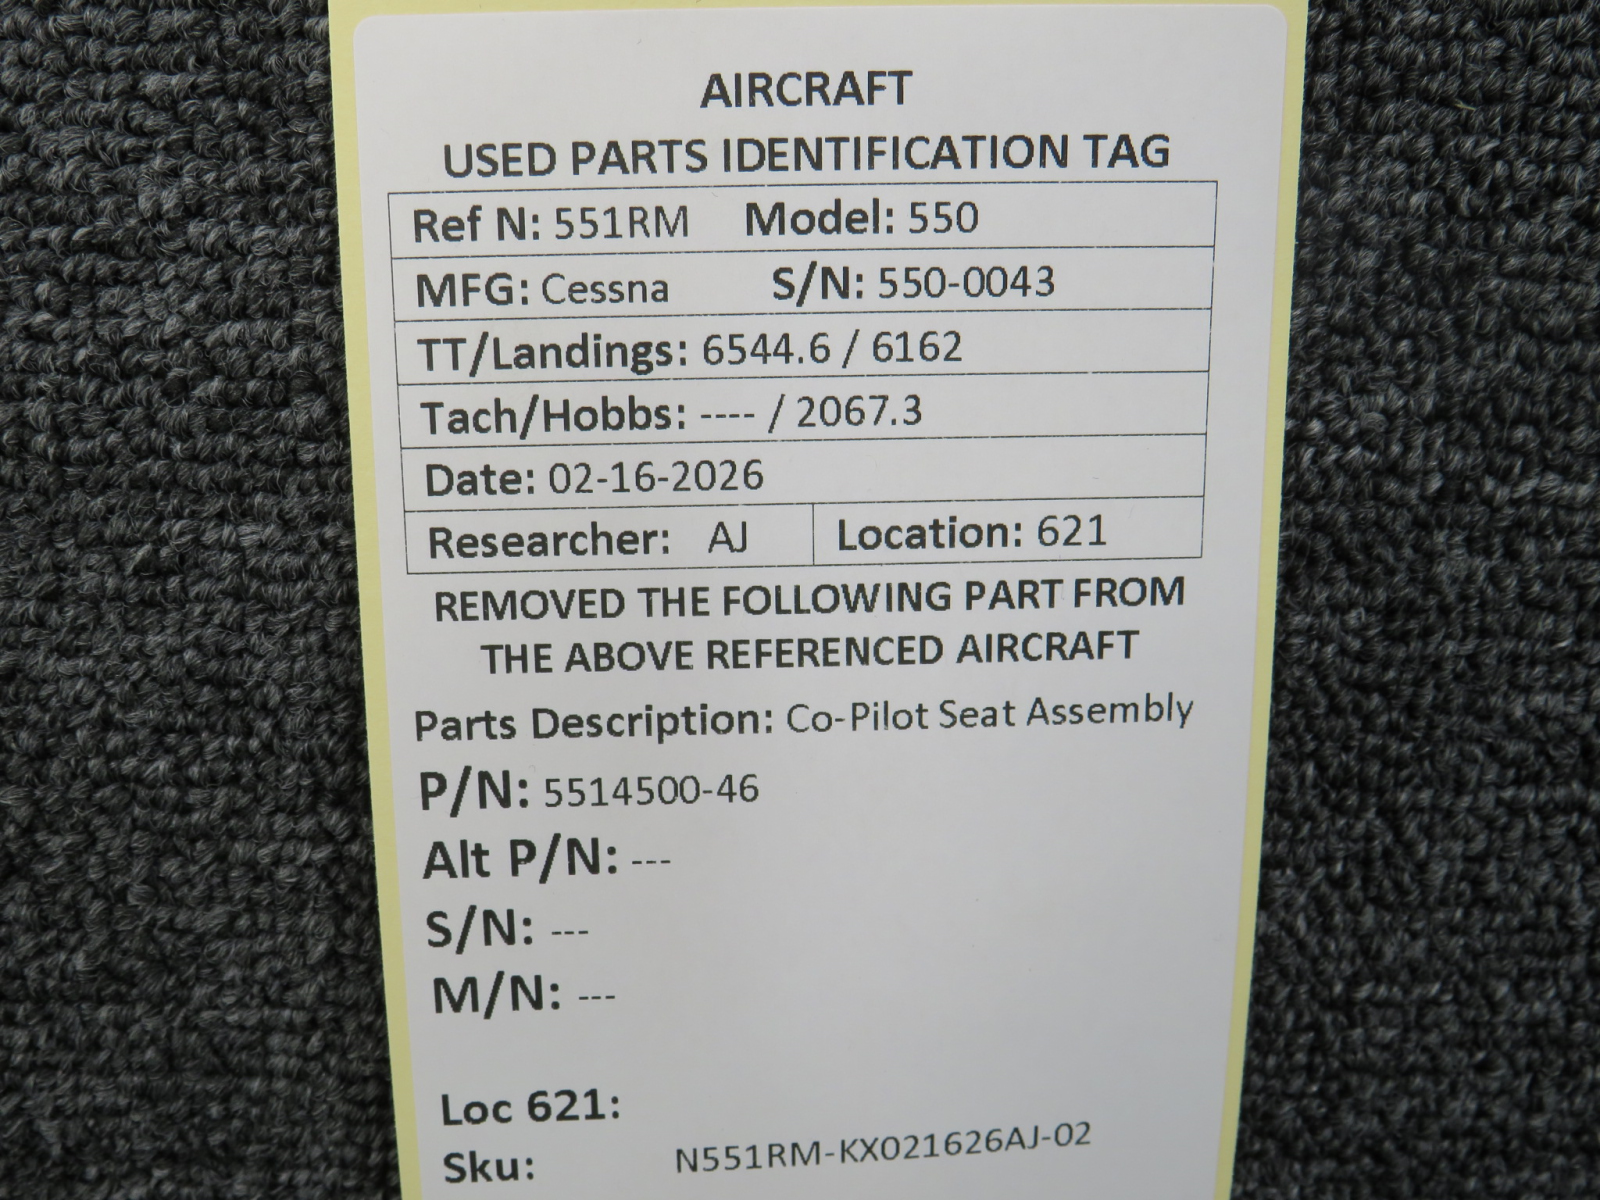 AIRCRAFT
USED PARTS IDENTIFICATION TAG
Ref N: 551RM Model: 550
MFG: Cessna S/N: 550-0043
TT/Landings: 6544.6 / 6162
Tach/Hobbs: ---- / 2067.3
Date: 02-16-2026
Researcher: AJ Location: 621
REMOVED THE FOLLOWING PART FROM
THE ABOVE REFERENCED AIRCRAFT
Parts Description: Co-Pilot Seat Assembly
P/N: 5514500-46
Alt P/N: ---
S/N: ---
M/N: ---
Loc 621:
Sku: N551RM-KX021626AJ-02